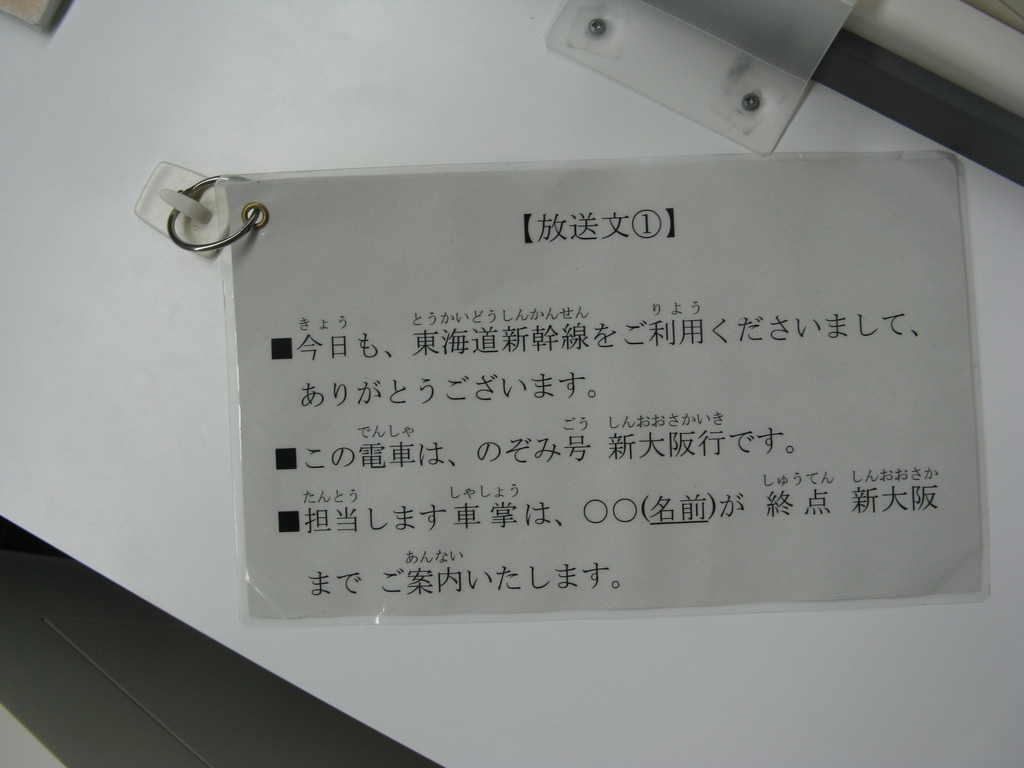 【放送文①】
きょう とうかいどうしんかんせん りよう
■今日も、東海道新幹線をご利用くださいまして、
ありがとうございます。
でんしゃ ごう しんおおさかいき
■この電車は、のぞみ号 新大阪行です。
たんとう しゃしょう しゅうてん しんおおさか
■担当します車掌は、○○(名前)が 終点 新大阪
あんない
まで ご案内いたします。